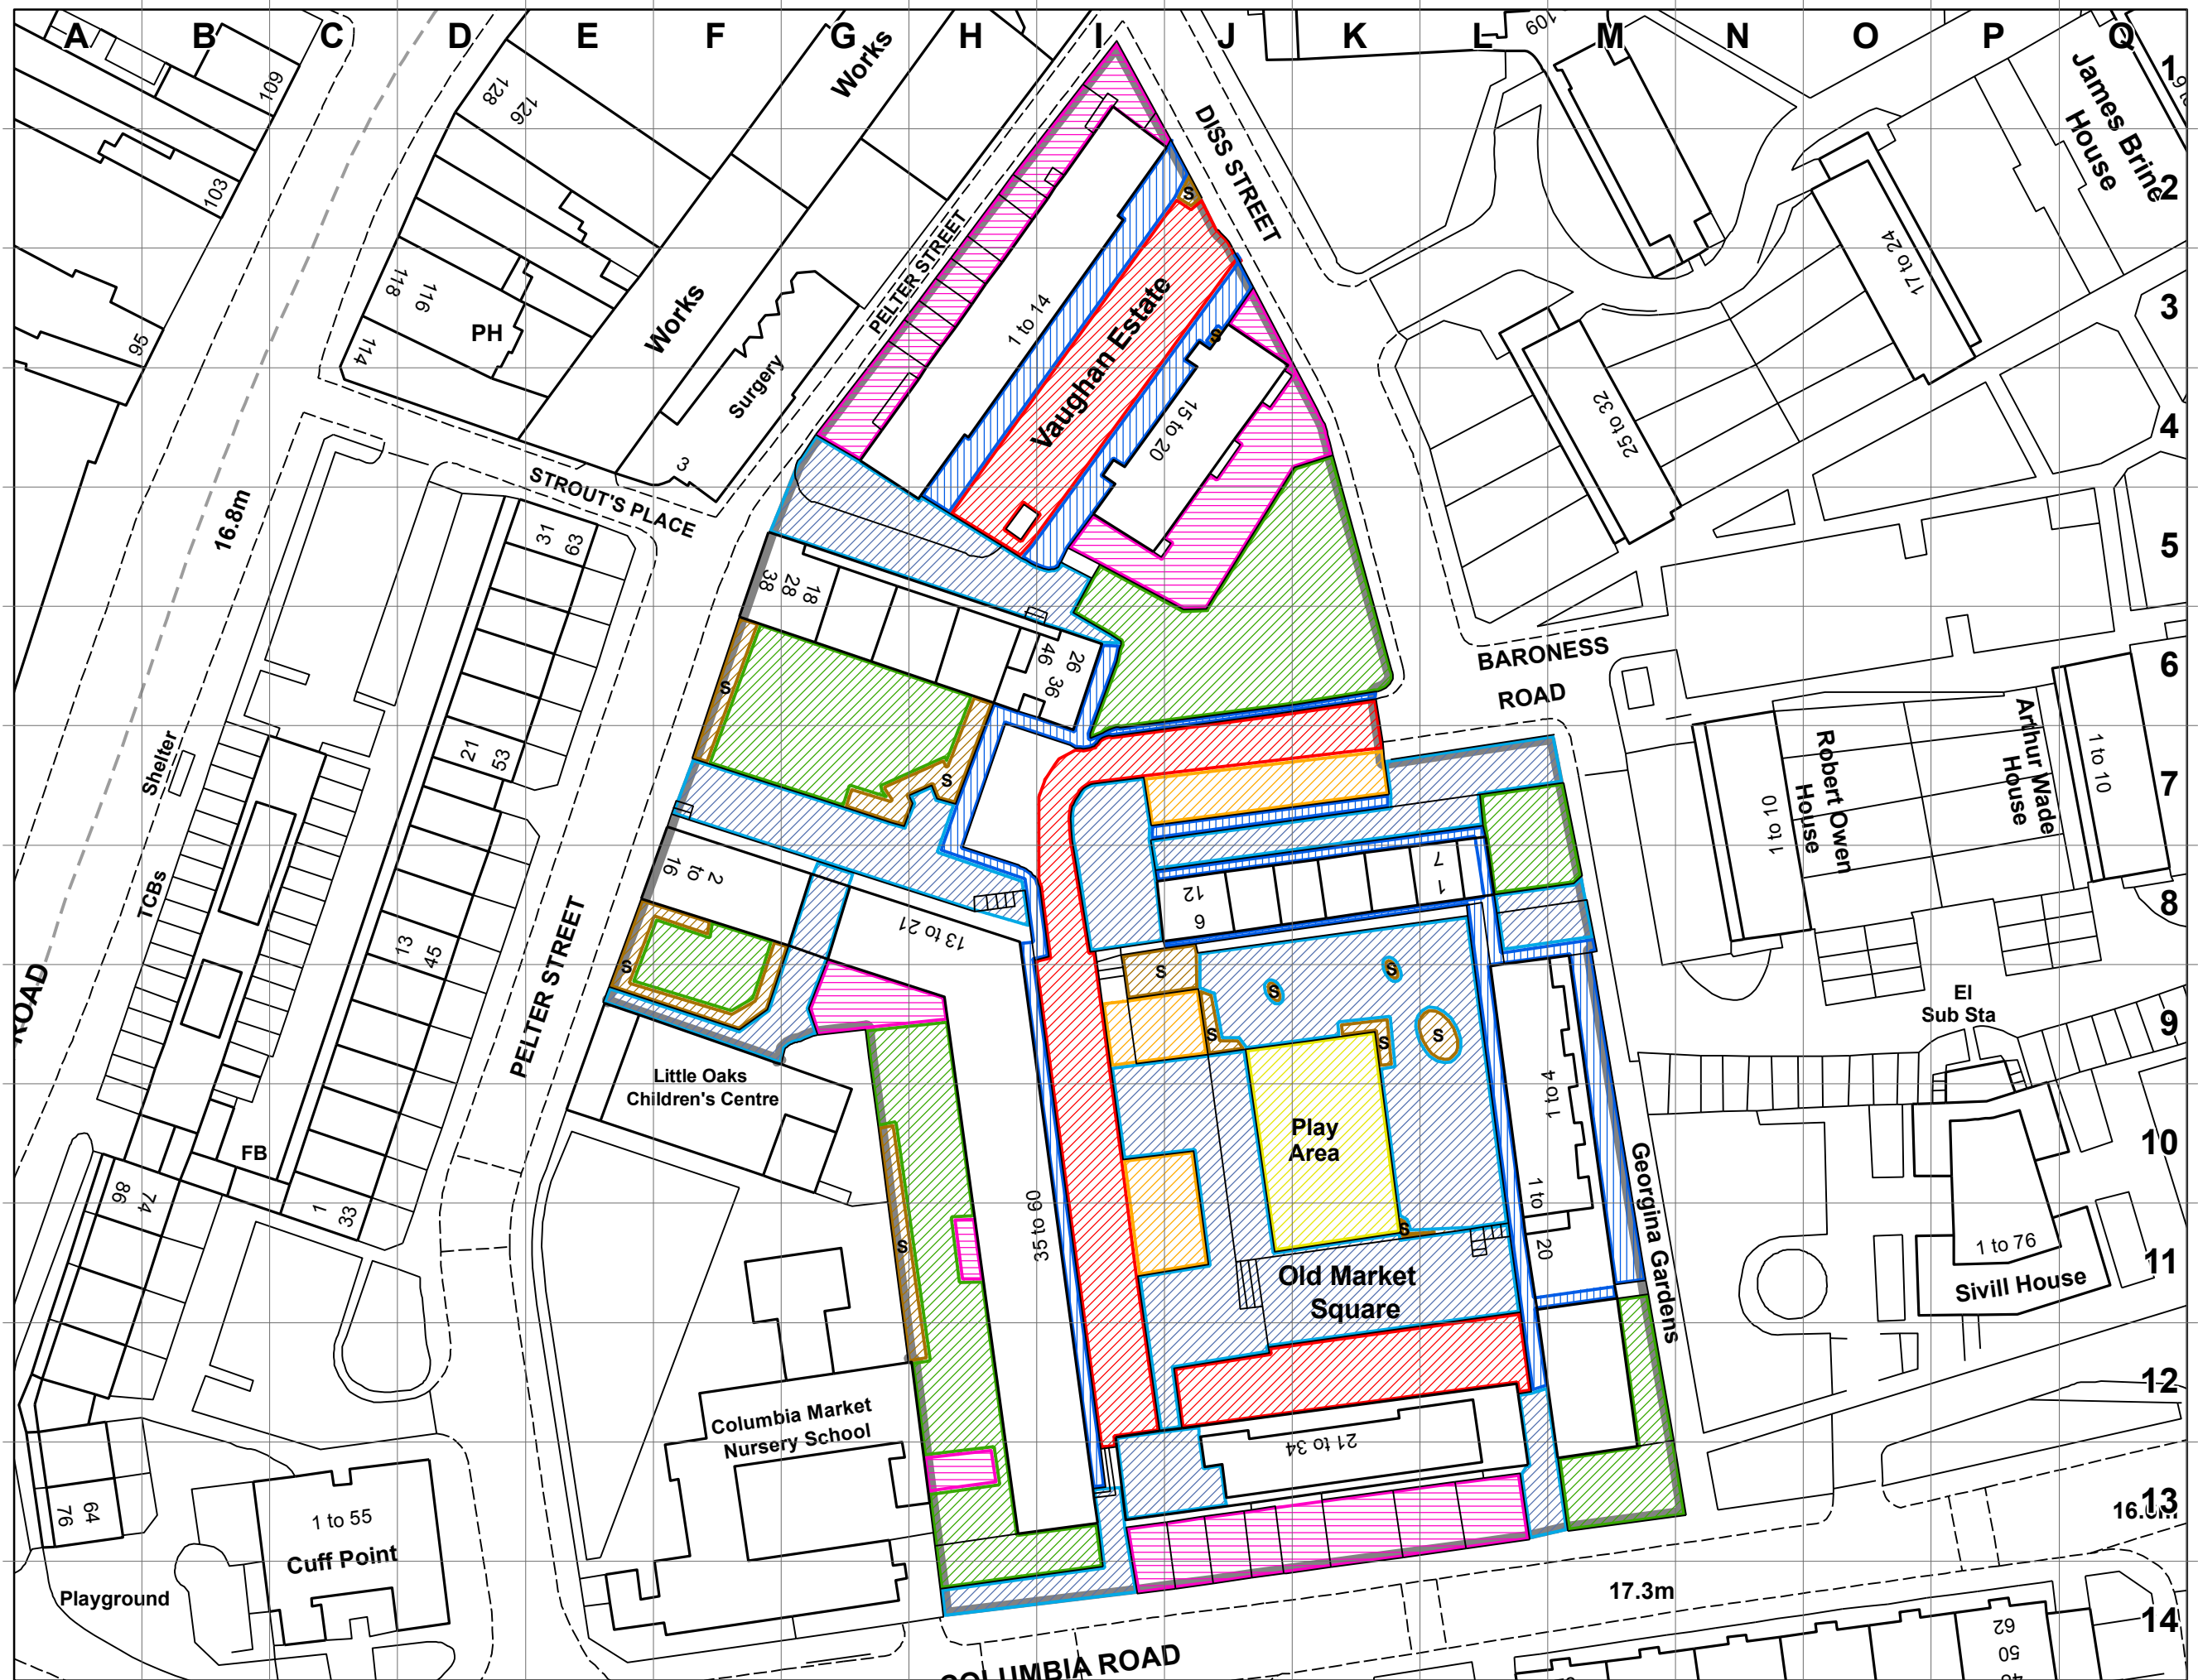 A B C D E F G H I J K L M N O P Q
1
2
3
4
5
6
7
8
9
10
11
12
13
14
109
103
95
128
126
118
116
114
PH
Works
Works
Surgery
3
109
James Brine
House
DISS STREET
PELTER STREET
1 to 14
Vaughan Estate
15 to 20
S
S
17 to 24
25 to 32
STROUT'S PLACE
16.8m
31
63
38
28
18
46
26
36
S
S
BARONESS
ROAD
Arthur Wade
House
1 to 10
Robert Owen
House
1 to 10
Shelter
TCBs
21
53
13
45
2
to
16
13 to 21
12
6
7
1
S
S
S
S
S
S
S
S
ROAD
PELTER STREET
Little Oaks
Children's Centre
El
Sub Sta
Play
Area
1 to 4
1 to
20
Georgina Gardens
FB
86
74
1
33
S
35 to 60
Old Market
Square
1 to 76
Sivill House
Columbia Market
Nursery School
21 to 34
76
64
1 to 55
Cuff Point
Playground
17.3m
COLUMBIA ROAD
62
50